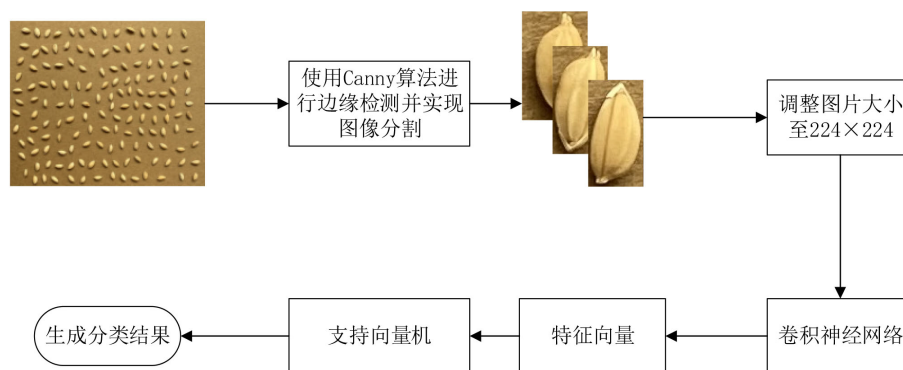 使用Canny算法进
行边缘检测并实现
图像分割
调整图片大小
至224×224
卷积神经网络
特征向量
支持向量机
生成分类结果